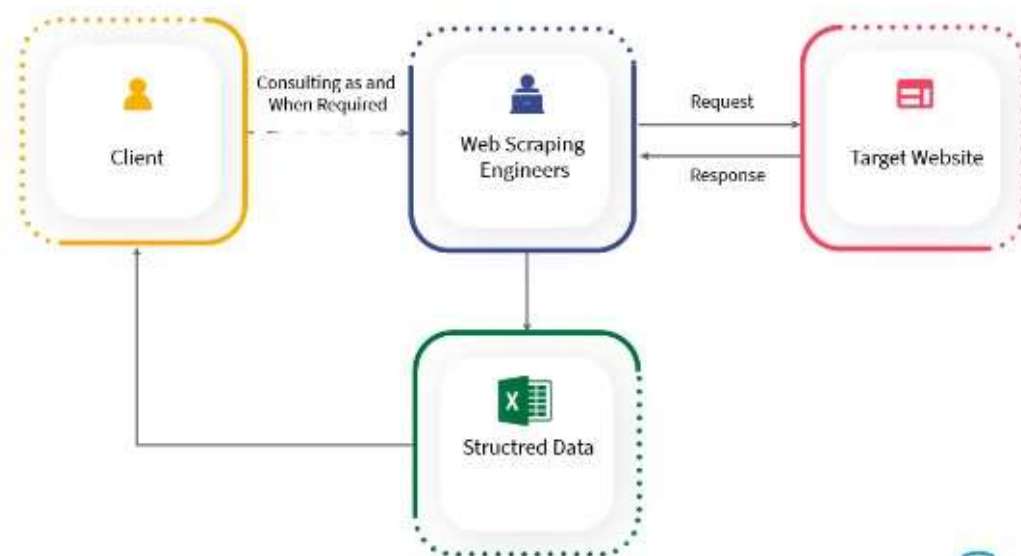 Client
Consulting as and
When Required
Web Scraping
Engineers
Request
Response
Target Website
X
Structred Data